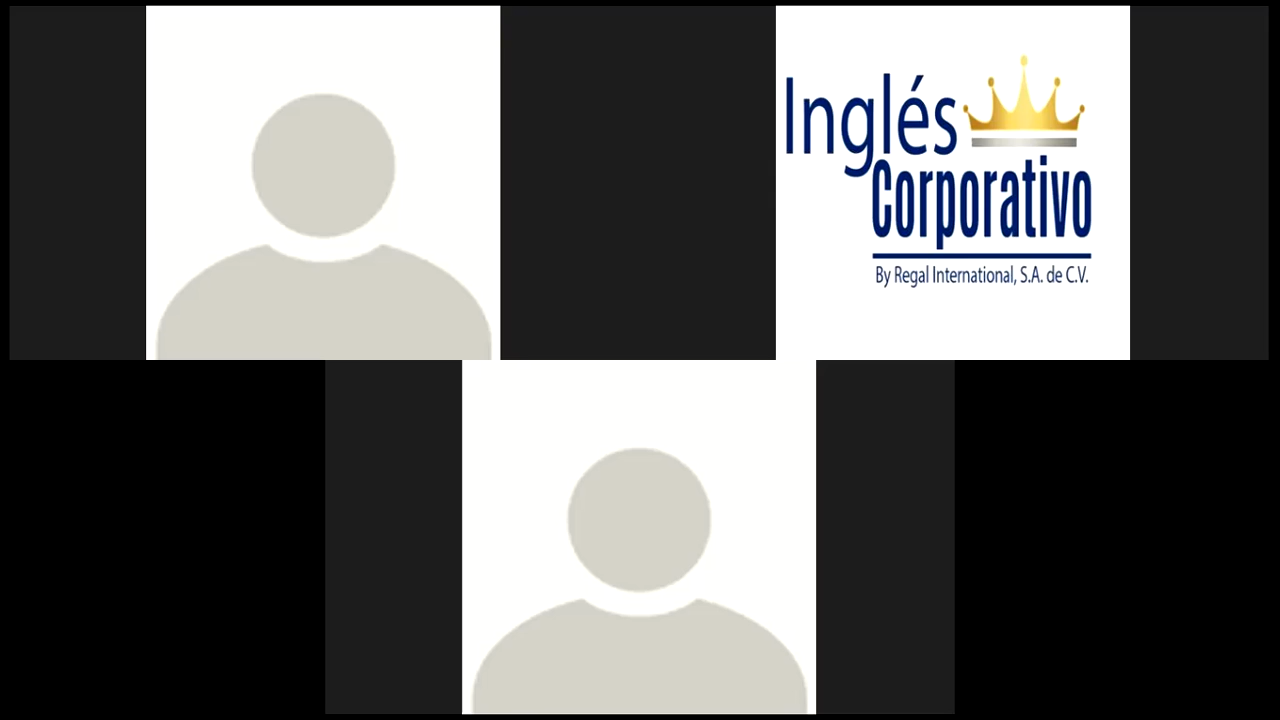 Inglés
Corporativo
By Regal International, S.A. de C.V.